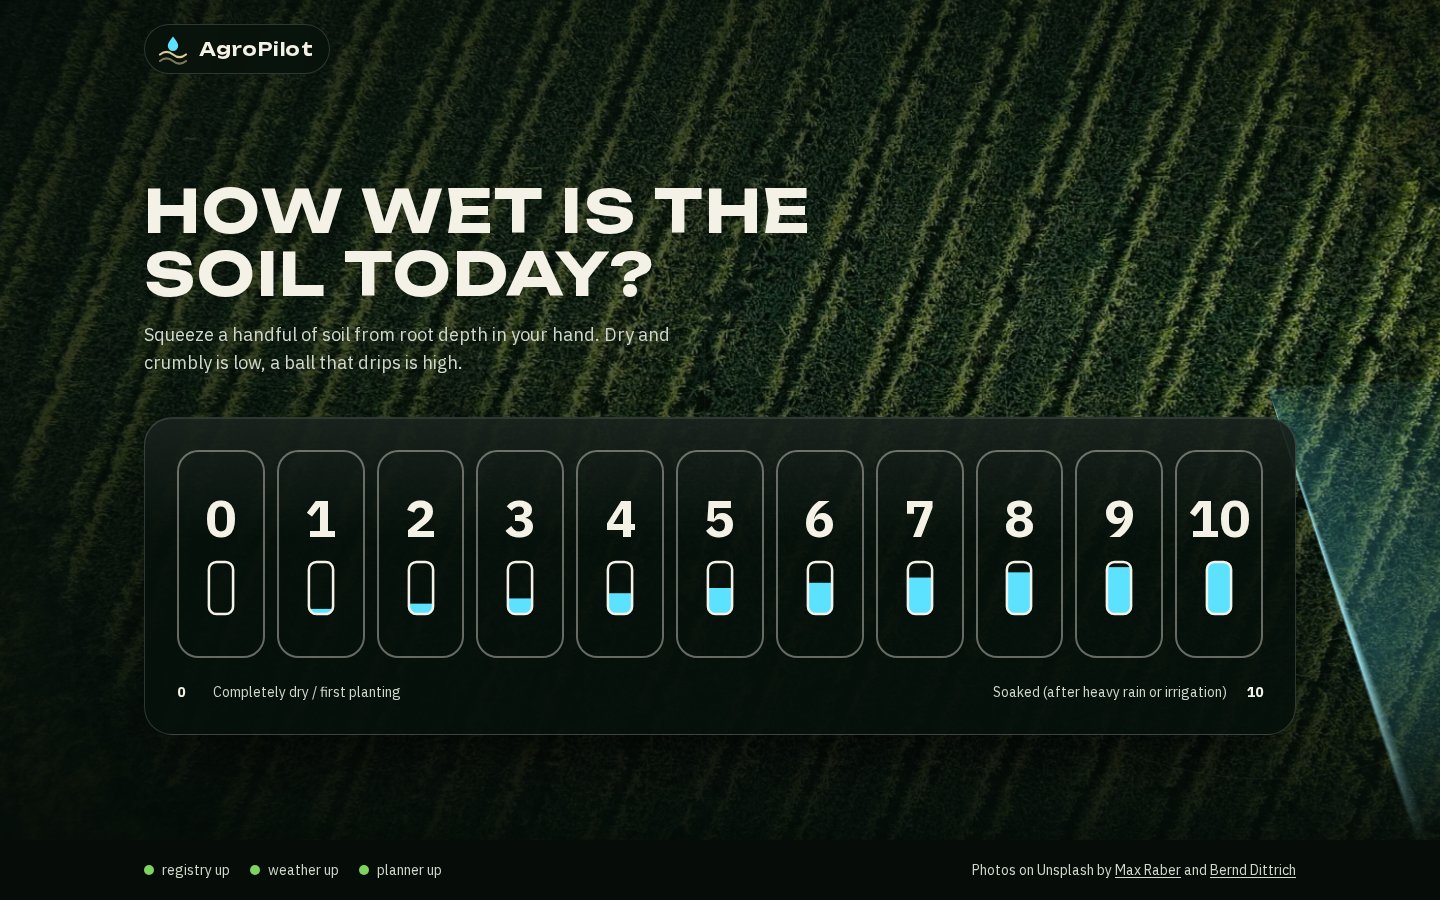 AgroPilot
HOW WET IS THE
SOIL TODAY?
Squeeze a handful of soil from root depth in your hand. Dry and
crumbly is low, a ball that drips is high.
0 1 2 3 4 5 6 7 8 9 10
0 Completely dry / first planting Soaked (after heavy rain or irrigation) 10
registry up weather up planner up Photos on Unsplash by Max Raber and Bernd Dittrich